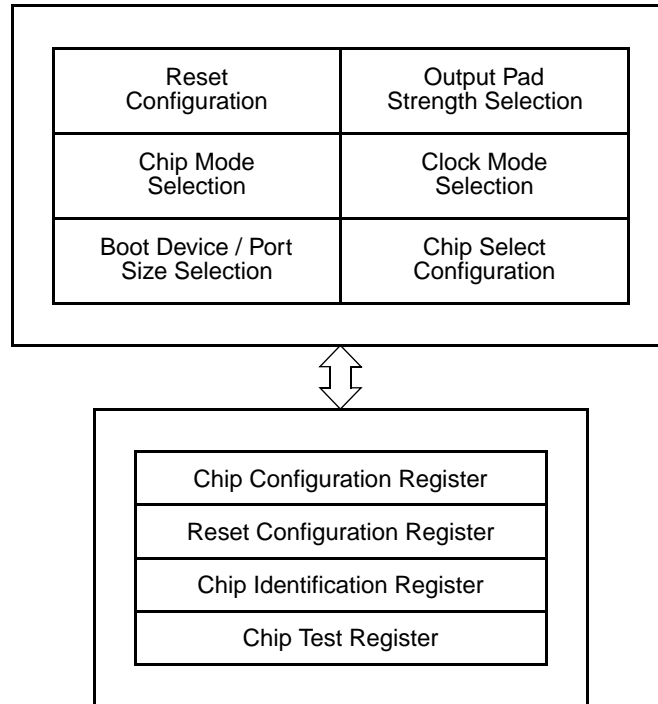 Reset
Configuration
Output Pad
Strength Selection
Chip Mode
Selection
Clock Mode
Selection
Boot Device / Port
Size Selection
Chip Select
Configuration
Chip Configuration Register
Reset Configuration Register
Chip Identification Register
Chip Test Register